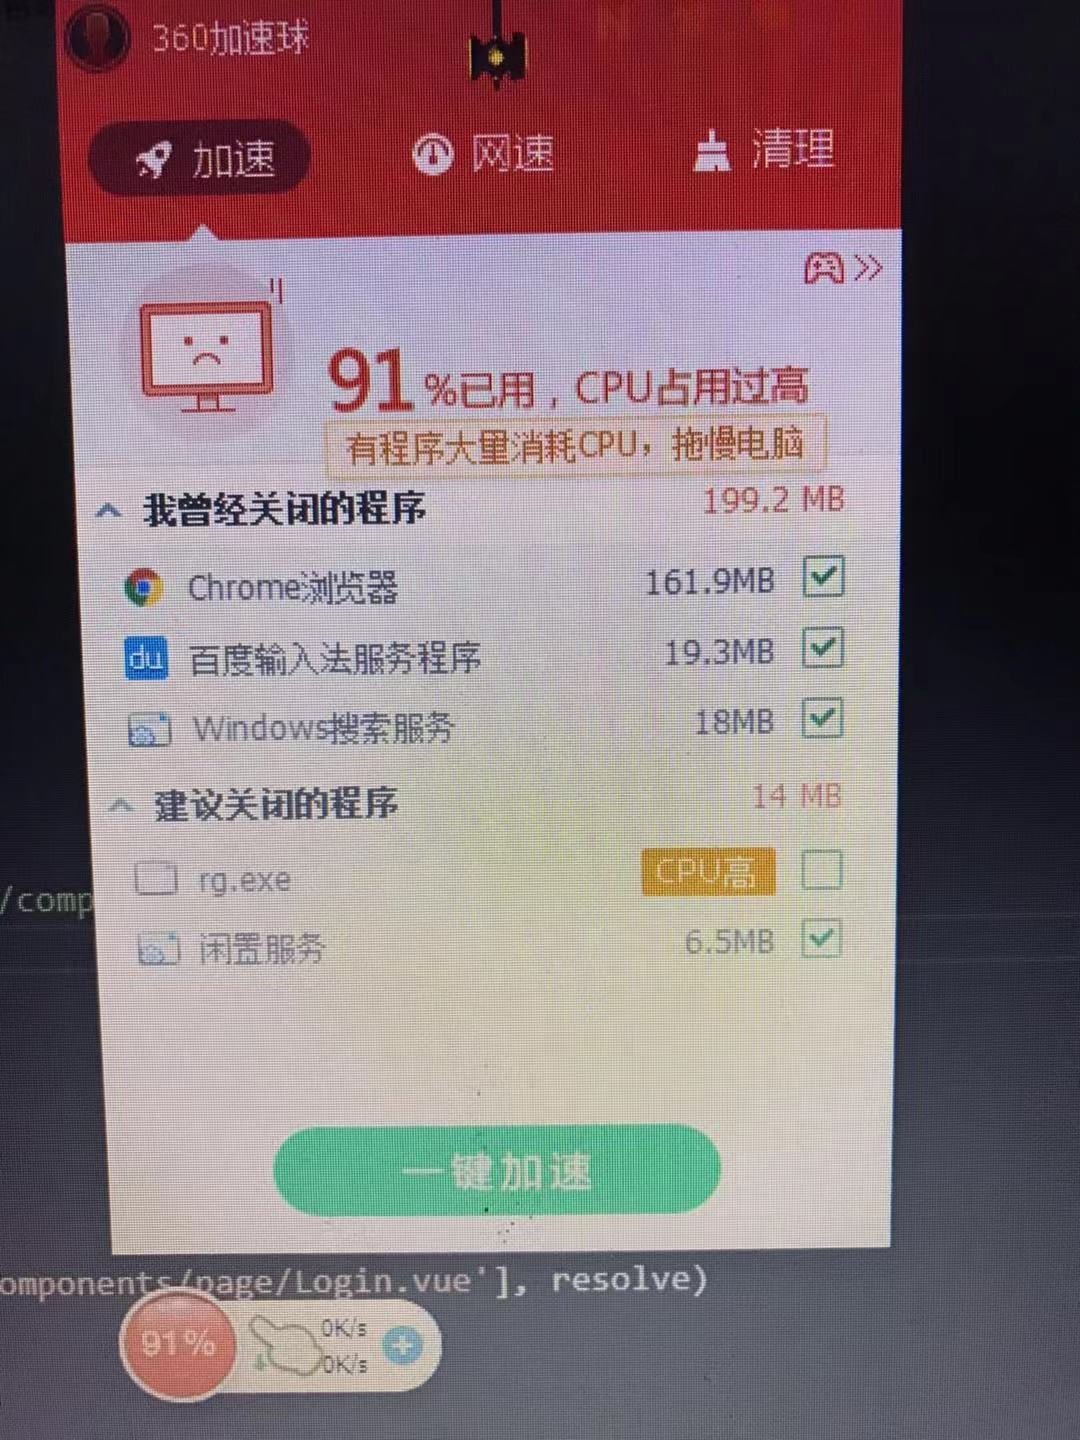 360加速球
加速
网速
清理
91%已用，CPU占用过高
有程序大量消耗CPU，拖慢电脑
我曾经关闭的程序 199.2 MB
Chrome浏览器 161.9MB
du 百度输入法服务程序 19.3MB
Windows搜索服务 18MB
建议关闭的程序 14 MB
rg.exe CPU高
/comp
闲置服务 6.5MB
一键加速
omponents/page/Login.vue'], resolve)
91%
0K/s
0K/s